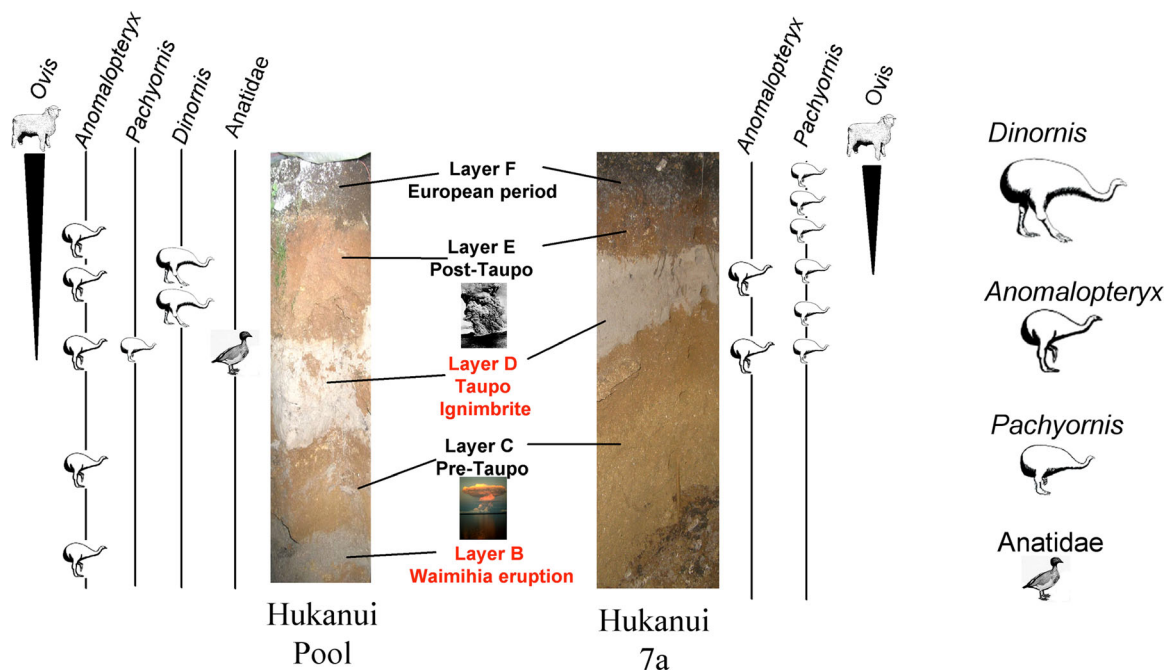 Ovis
Anomalopteryx
Pachyornis
Dinornis
Anatidae
Layer F
European period
Layer E
Post-Taupo
Layer D
Taupo
Ignimbrite
Layer C
Pre-Taupo
Layer B
Waimihia eruption
Hukanui
Pool
Hukanui
7a
Anomalopteryx
Pachyornis
Ovis
Dinornis
Anomalopteryx
Pachyornis
Anatidae